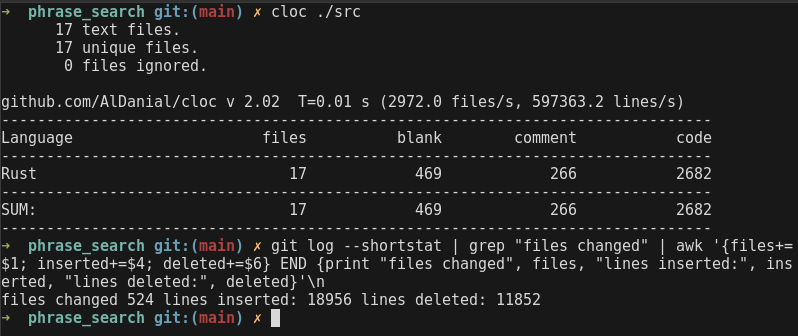 ➜  phrase_search git:(main) ✗ cloc ./src
      17 text files.
      17 unique files.
       0 files ignored.

github.com/AlDanial/cloc v 2.02  T=0.01 s (2972.0 files/s, 597363.2 lines/s)
-------------------------------------------------------------------------------
Language                     files          blank        comment           code
-------------------------------------------------------------------------------
Rust                            17            469            266           2682
-------------------------------------------------------------------------------
SUM:                            17            469            266           2682
-------------------------------------------------------------------------------
➜  phrase_search git:(main) ✗ git log --shortstat | grep "files changed" | awk '{files+=
$1; inserted+=$4; deleted+=$6} END {print "files changed", files, "lines inserted:", ins
erted, "lines deleted:", deleted}'\n
files changed 524 lines inserted: 18956 lines deleted: 11852
➜  phrase_search git:(main) ✗